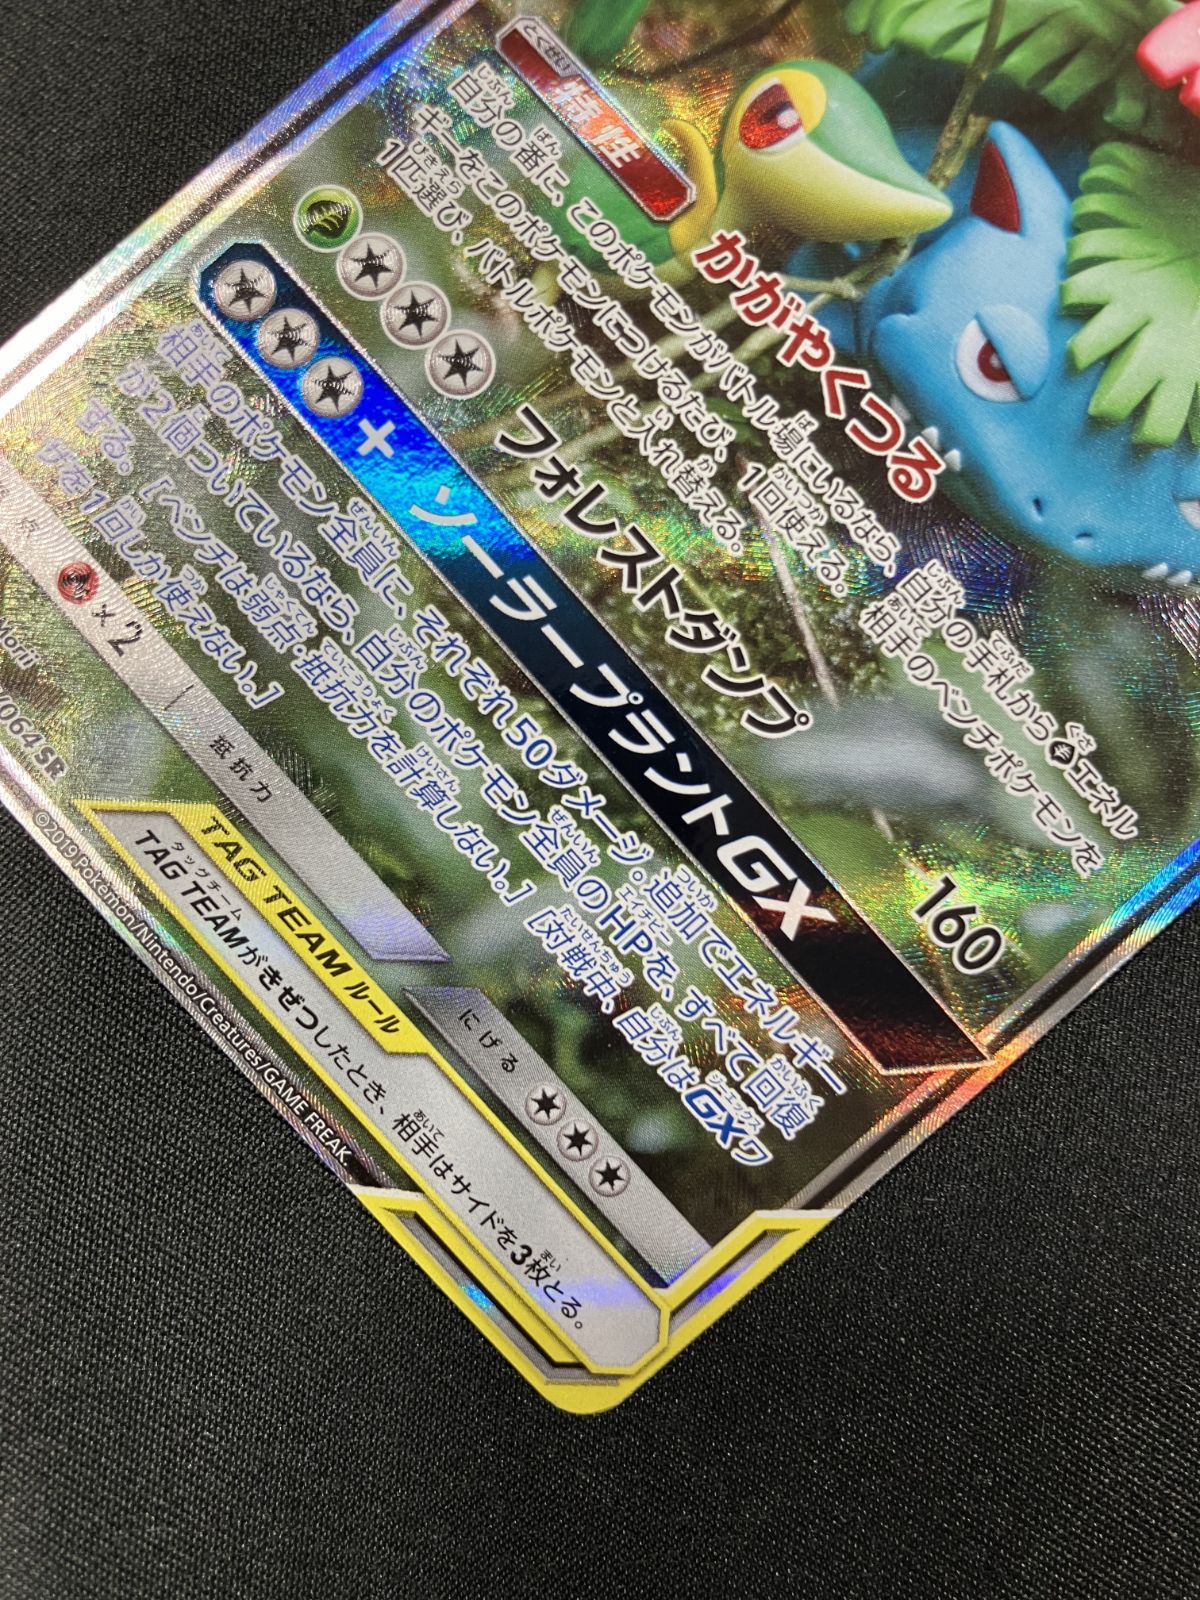 とくせい
特性 かがやくつる
自分の番に、このポケモンがバトル場にいるなら、自分の手札からエネル
ギーをこのポケモンにつけるたび、1回使える。相手のベンチポケモンを
1匹選び、バトルポケモンと入れ替える。
フォレストダンプ 160
+ ソーラープラントGX
相手のポケモン全員に、それぞれ50ダメージ。追加でエネルギー
が2個ついているなら、自分のポケモン全員のHPを、すべて回復
する。[ベンチは弱点・抵抗力を計算しない。][対戦中、自分はGXワ
ザを1回しか使えない。]
×2 抵抗力 にげる
Morii
/064 SR
©2019 Pokémon/Nintendo/Creatures/GAME FREAK.
TAG TEAM ルール
TAG TEAMがきぜつしたとき、相手はサイドを3枚とる。